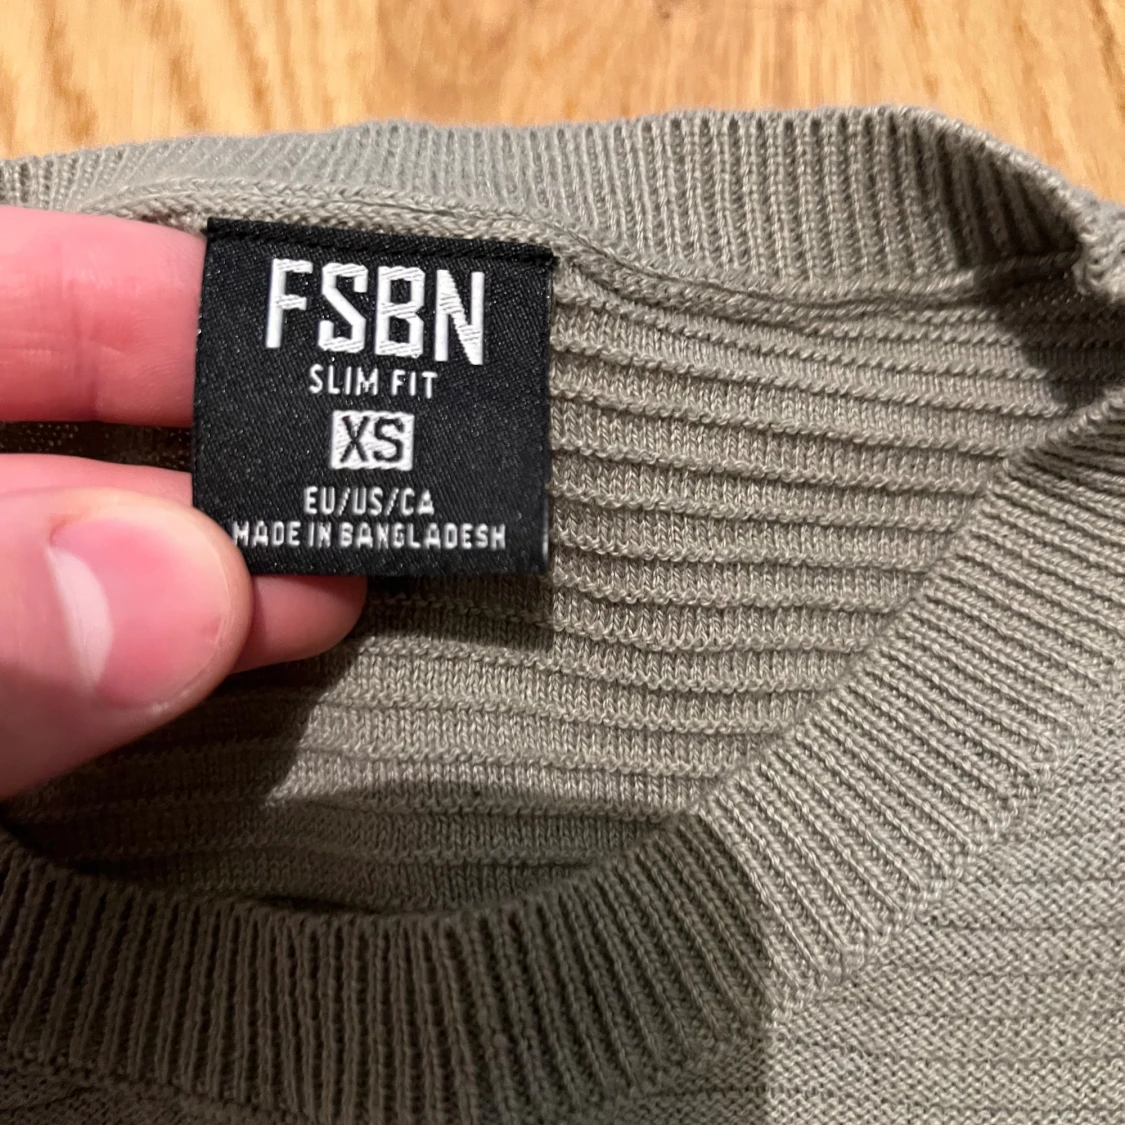 FSBN
SLIM FIT
XS
EU/US/CA
MADE IN BANGLADESH